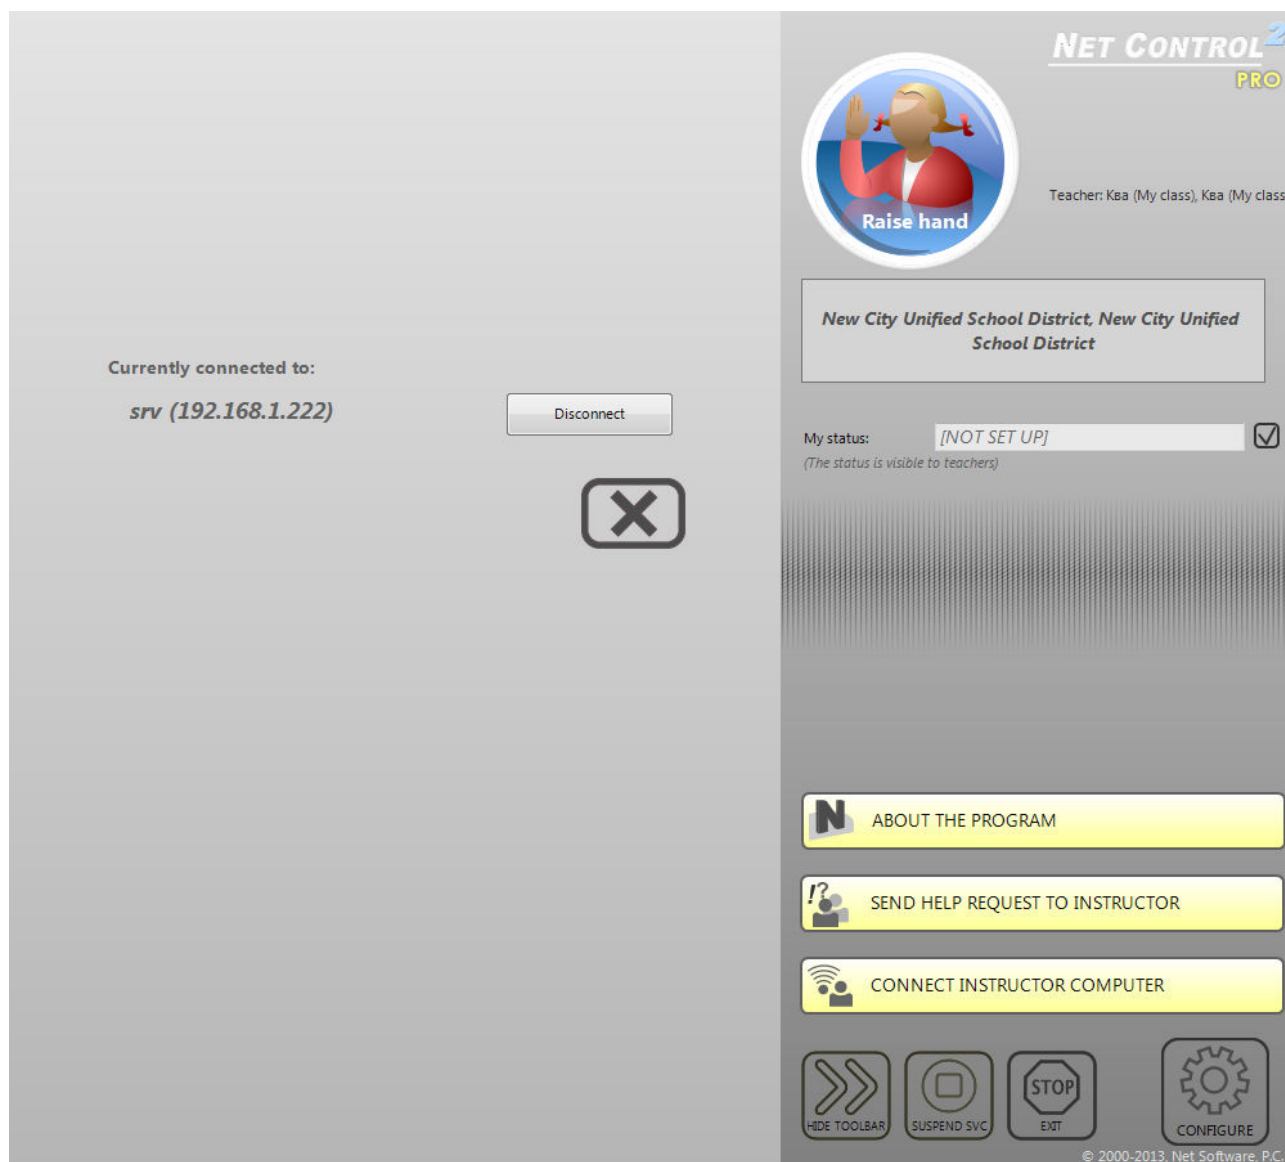 NET CONTROL 2
PRO
Raise hand
Teacher: Ква (My class), Ква (My class
New City Unified School District, New City Unified
School District
Currently connected to:
srv (192.168.1.222)
Disconnect
My status:
[NOT SET UP]
(The status is visible to teachers)
ABOUT THE PROGRAM
!?
SEND HELP REQUEST TO INSTRUCTOR
CONNECT INSTRUCTOR COMPUTER
HIDE TOOLBAR
SUSPEND SVC
STOP
EXIT
CONFIGURE
© 2000-2013. Net Software, P.C.